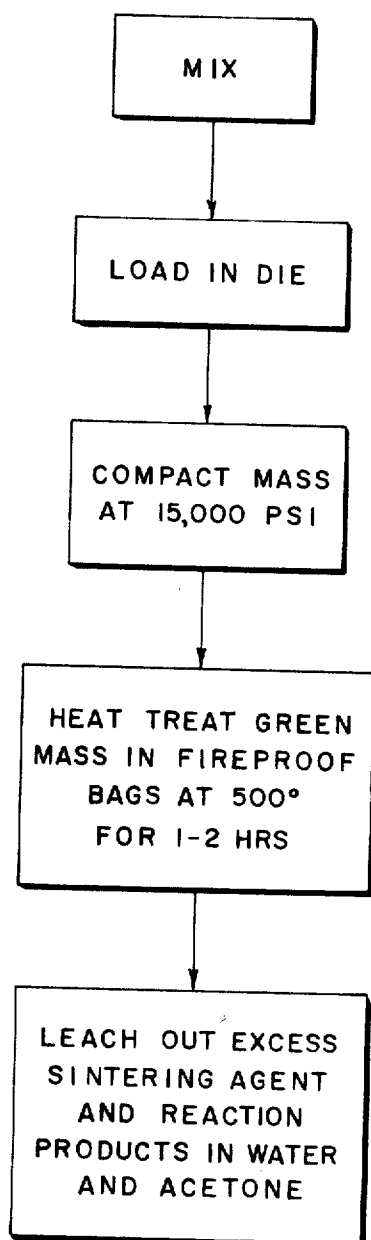 MIX
LOAD IN DIE
COMPACT MASS
AT 15,000 PSI
HEAT TREAT GREEN
MASS IN FIREPROOF
BAGS AT 500°
FOR 1-2 HRS
LEACH OUT EXCESS
SINTERING AGENT
AND REACTION
PRODUCTS IN WATER
AND ACETONE